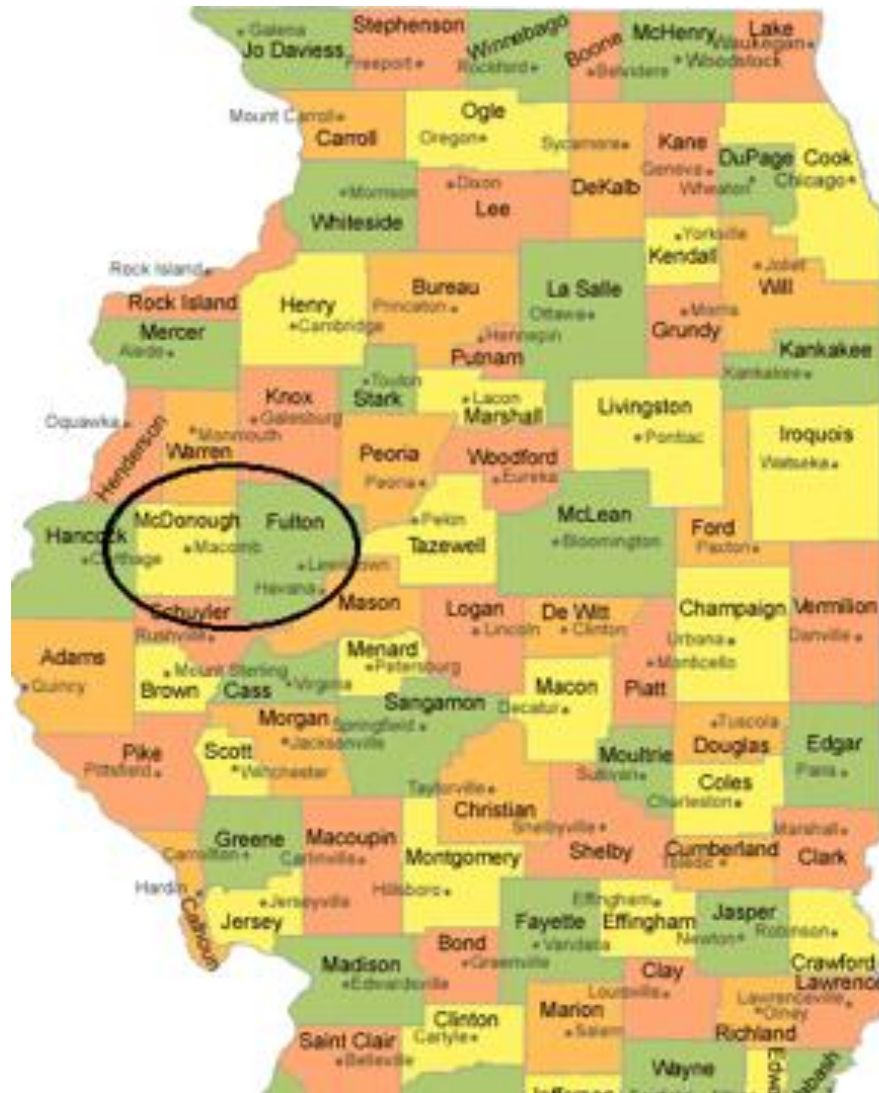 Galena
Jo Daviess
Stephenson
Freeport
Winnebago
Rockford
Boone
Belvidere
McHenry
Woodstock
Lake
Waukegan
Mount Carroll
Carroll
Ogle
Oregon
Sycamore
DeKalb
Kane
Geneva
DuPage
Wheaton
Cook
Chicago
Morrison
Whiteside
Dixon
Lee
Yorkville
Kendall
Joliet
Will
Rock Island
Rock Island
Henry
Cambridge
Bureau
Princeton
La Salle
Ottawa
Morris
Grundy
Mercer
Aledo
Hennepin
Putnam
Kankakee
Kankakee
Toulon
Stark
Lacon
Marshall
Knox
Galesburg
Oquawka
Henderson
Monmouth
Warren
Livingston
Pontiac
Iroquois
Watseka
Peoria
Peoria
Woodford
Eureka
McDonough
Macomb
Fulton
Lewistown
Havana
Hancock
Carthage
Pekin
Tazewell
McLean
Bloomington
Ford
Paxton
Schuyler
Rushville
Mason
Logan
Lincoln
De Witt
Clinton
Champaign
Urbana
Vermilion
Danville
Adams
Quincy
Mount Sterling
Brown
Cass
Virginia
Menard
Petersburg
Macon
Decatur
Monticello
Piatt
Sangamon
Springfield
Morgan
Jacksonville
Tuscola
Douglas
Edgar
Paris
Pike
Pittsfield
Scott
Winchester
Moultrie
Sullivan
Coles
Charleston
Taylorville
Christian
Shelbyville
Shelby
Greene
Carrollton
Macoupin
Carlinville
Montgomery
Hillsboro
Cumberland
Toledo
Marshall
Clark
Hardin
Calhoun
Jersey
Jerseyville
Effingham
Effingham
Fayette
Vandalia
Jasper
Newton
Robinson
Crawford
Bond
Greenville
Madison
Edwardsville
Clay
Louisville
Lawrence
Lawrenceville
Olney
Richland
Marion
Salem
Clinton
Carlyle
Saint Clair
Belleville
Wayne
Edw
abash
Jefferson